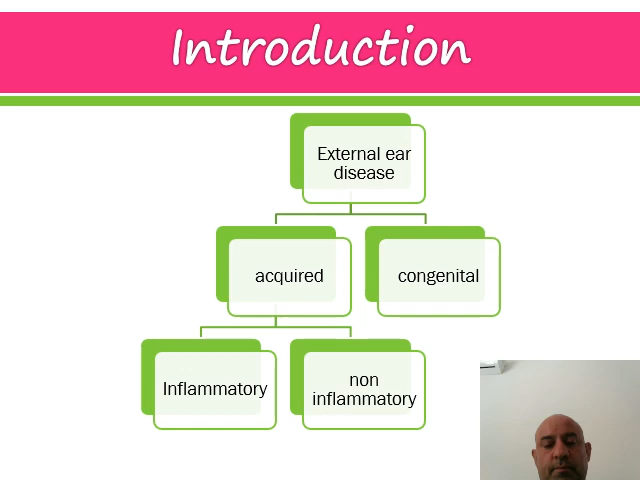 Introduction
External ear
disease
acquired
congenital
Inflammatory
non
inflammatory